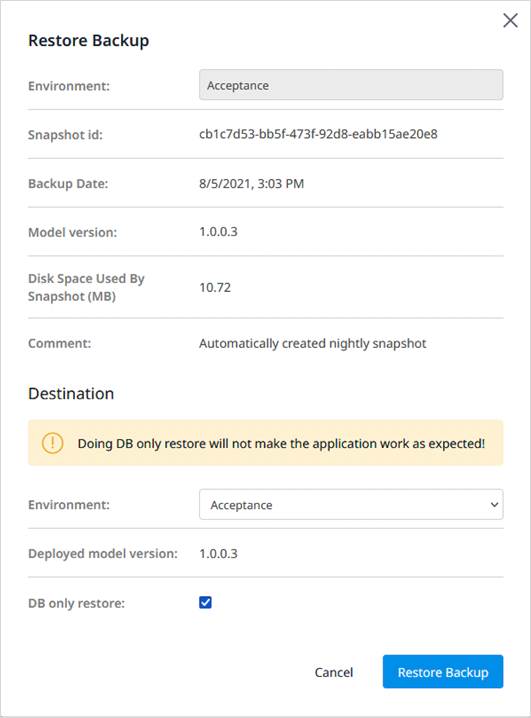 Restore Backup
Environment: Acceptance
Snapshot id: cb1c7d53-bb5f-473f-92d8-eabb15ae20e8
Backup Date: 8/5/2021, 3:03 PM
Model version: 1.0.0.3
Disk Space Used By
Snapshot (MB) 10.72
Comment: Automatically created nightly snapshot
Destination
Doing DB only restore will not make the application work as expected!
Environment: Acceptance
Deployed model version: 1.0.0.3
DB only restore:
Cancel Restore Backup